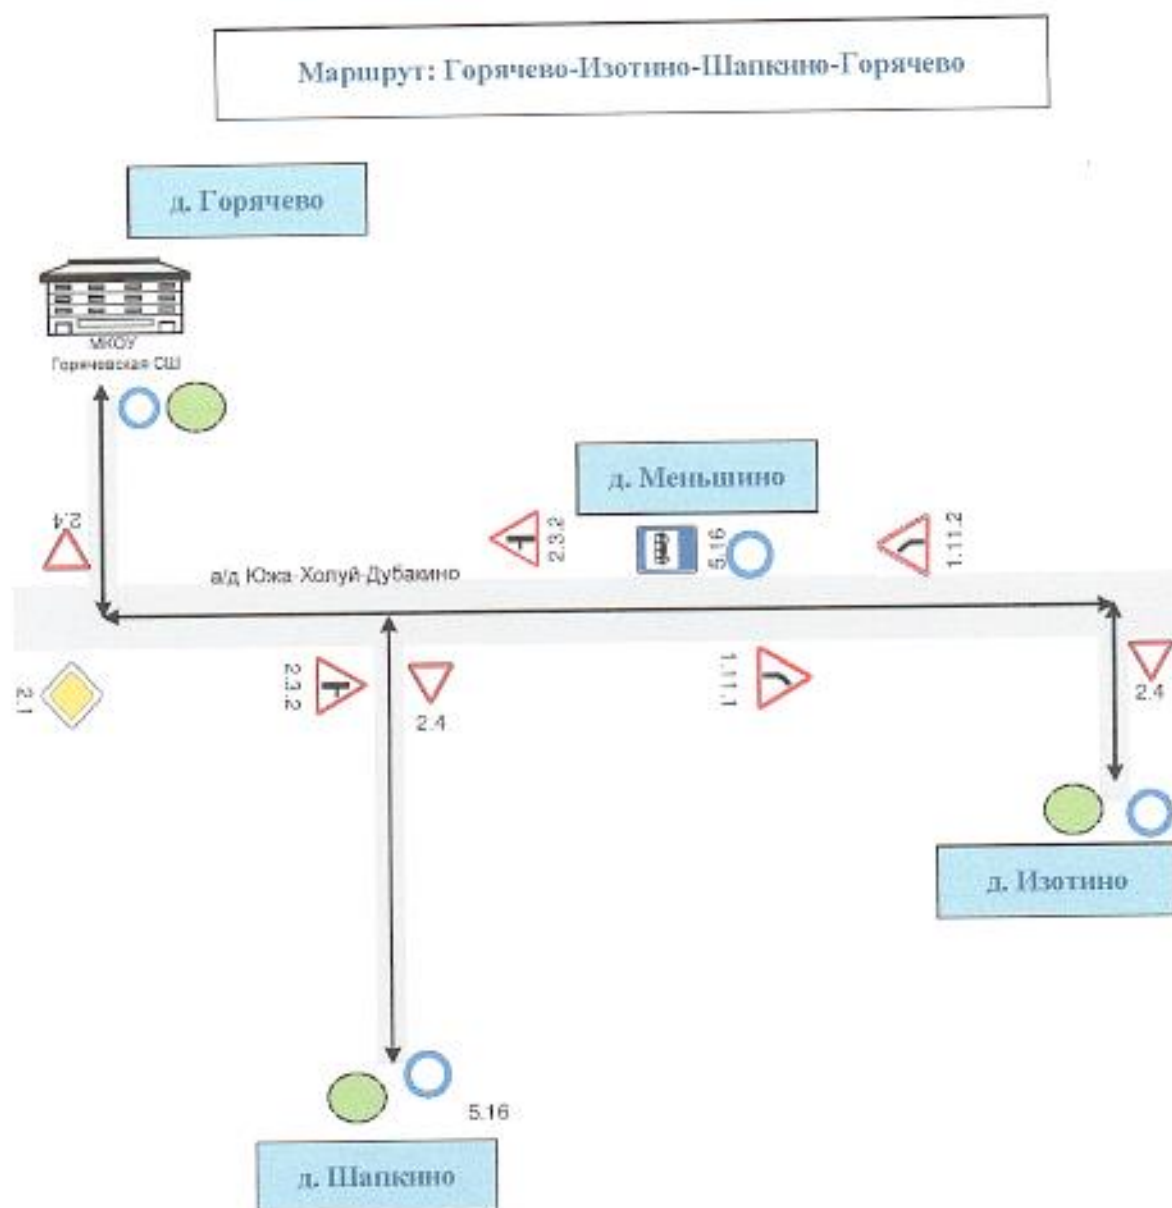 Маршрут: Горячево-Изотино-Шапкино-Горячево
д. Горячево
МКОУ
Горячевская СШ
д. Меньшино
2.4
2.3.2
5.16
1.11.2
а/д Южа-Холуй-Дубакино
2.1
2.3.2
2.4
1.11.1
2.4
д. Изотино
5.16
д. Шапкино